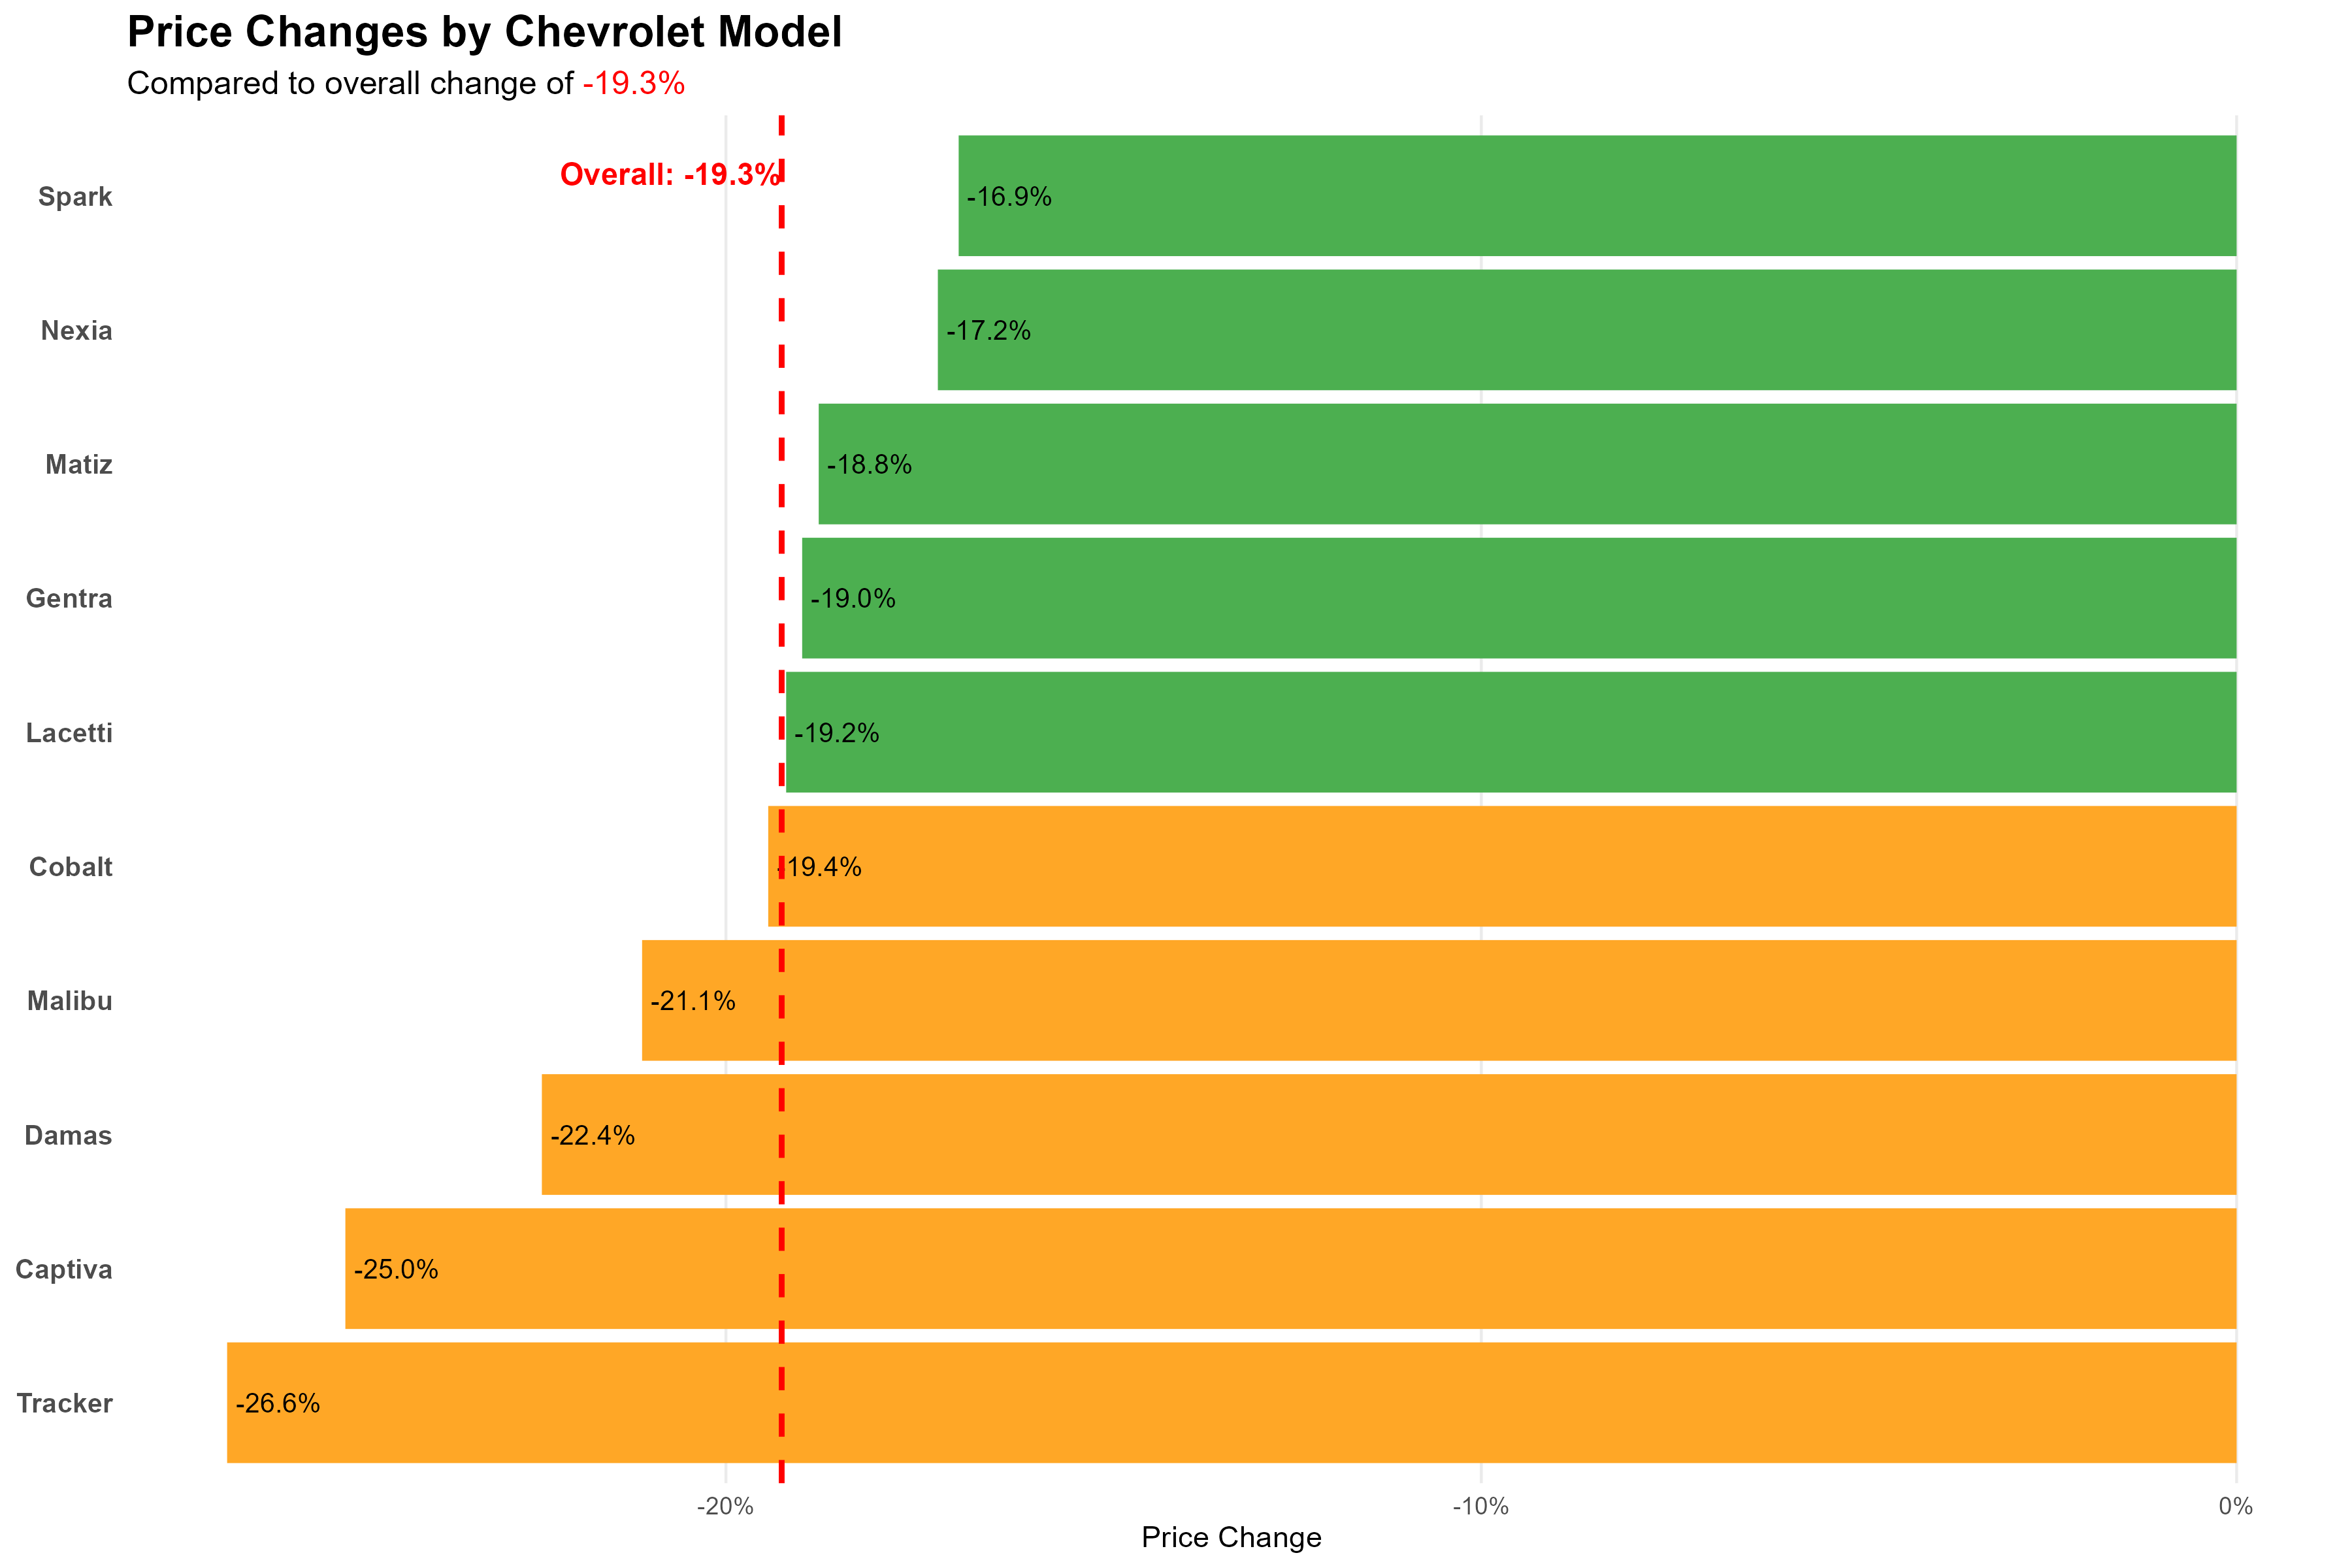 Price Changes by Chevrolet Model
Compared to overall change of -19.3%
Overall: -19.3%
Spark
-16.9%
Nexia
-17.2%
Matiz
-18.8%
Gentra
-19.0%
Lacetti
-19.2%
Cobalt
-19.4%
Malibu
-21.1%
Damas
-22.4%
Captiva
-25.0%
Tracker
-26.6%
-20%
-10%
0%
Price Change